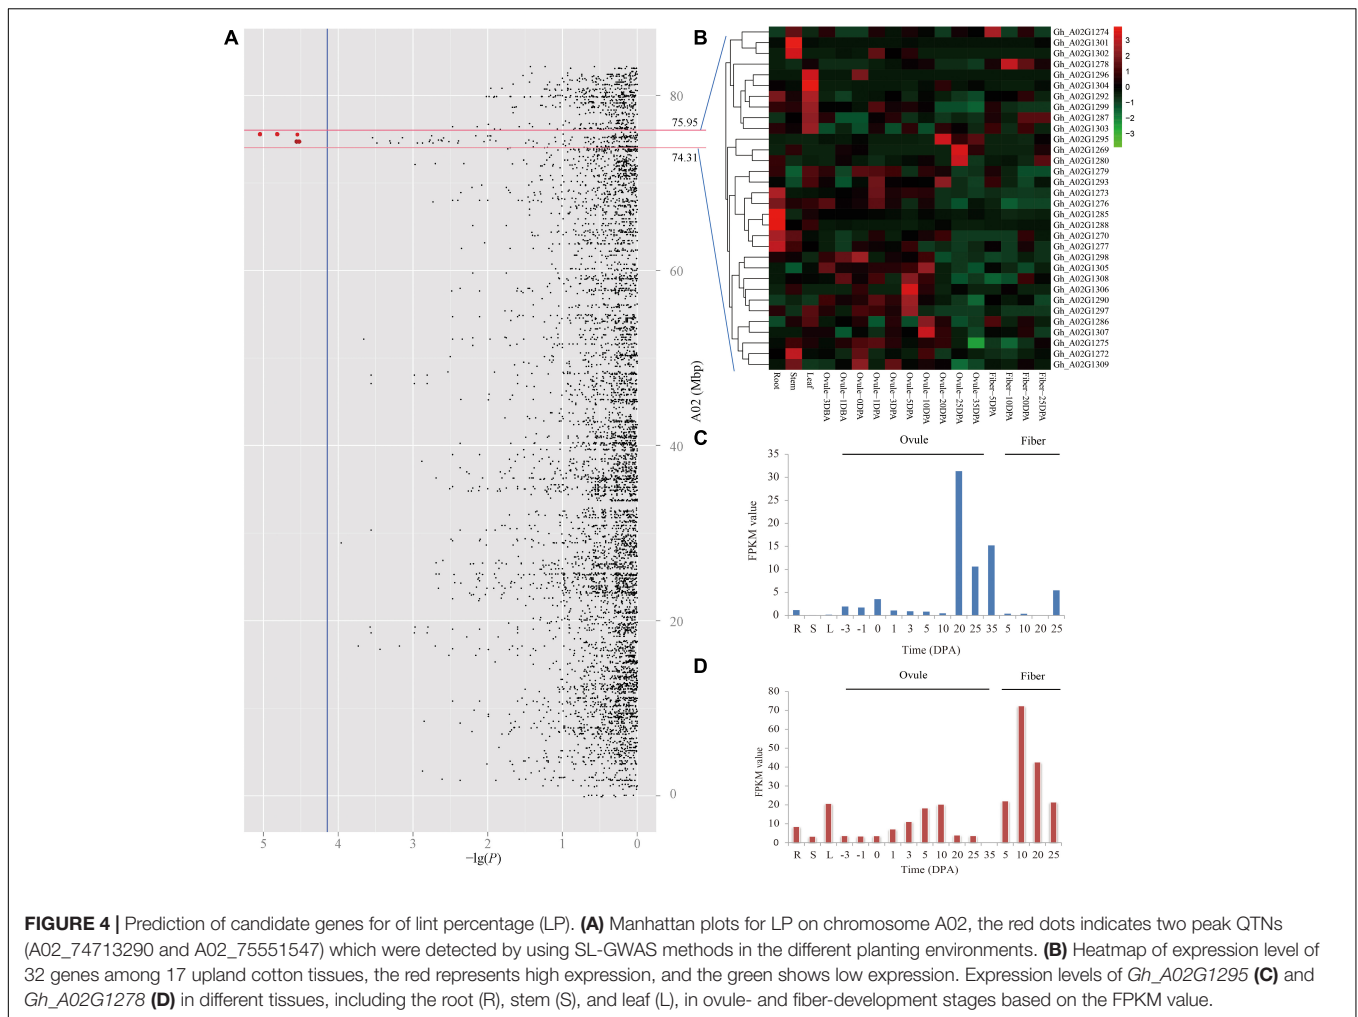 A
80
75.95
74.31
60
A02 (Mbp)
40
20
0
5 4 3 2 1 0
−lg(P)
B
Gh_A02G1274
Gh_A02G1301
Gh_A02G1302
Gh_A02G1278
Gh_A02G1296
Gh_A02G1304
Gh_A02G1292
Gh_A02G1299
Gh_A02G1287
Gh_A02G1303
Gh_A02G1295
Gh_A02G1269
Gh_A02G1280
Gh_A02G1279
Gh_A02G1293
Gh_A02G1273
Gh_A02G1276
Gh_A02G1285
Gh_A02G1288
Gh_A02G1270
Gh_A02G1277
Gh_A02G1298
Gh_A02G1305
Gh_A02G1308
Gh_A02G1306
Gh_A02G1290
Gh_A02G1297
Gh_A02G1286
Gh_A02G1307
Gh_A02G1275
Gh_A02G1272
Gh_A02G1309
3
2
1
0
−1
−2
−3
Root
Stem
Leaf
Ovule−3DBA
Ovule−1DBA
Ovule−0DPA
Ovule−1DPA
Ovule−3DPA
Ovule−5DPA
Ovule−10DPA
Ovule−20DPA
Ovule−25DPA
Ovule−35DPA
Fiber−5DPA
Fiber−10DPA
Fiber−20DPA
Fiber−25DPA
C
Ovule Fiber
FPKM value
35
30
25
20
15
10
5
0
R S L -3 -1 0 1 3 5 10 20 25 35 5 10 20 25
Time (DPA)
D
Ovule Fiber
FPKM value
80
70
60
50
40
30
20
10
0
R S L -3 -1 0 1 3 5 10 20 25 35 5 10 20 25
Time (DPA)
FIGURE 4 | Prediction of candidate genes for of lint percentage (LP). (A) Manhattan plots for LP on chromosome A02, the red dots indicates two peak QTNs
(A02_74713290 and A02_75551547) which were detected by using SL-GWAS methods in the different planting environments. (B) Heatmap of expression level of
32 genes among 17 upland cotton tissues, the red represents high expression, and the green shows low expression. Expression levels of Gh_A02G1295 (C) and
Gh_A02G1278 (D) in different tissues, including the root (R), stem (S), and leaf (L), in ovule- and fiber-development stages based on the FPKM value.